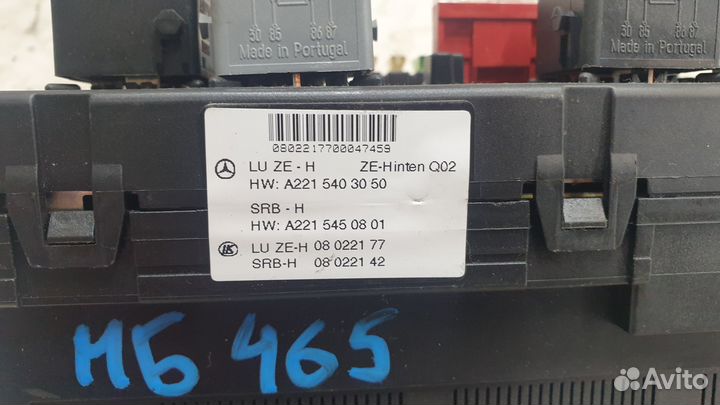 30 85 86 87
Made in Portugal
30 85 86 87
Made in Por
0802217700047459
LU ZE - H ZE-Hinten Q02
HW: A221 540 30 50
SRB - H
HW: A221 545 08 01
LU ZE-H 08 0221 77
SRB-H 08 0221 42
МБ 465
Avito